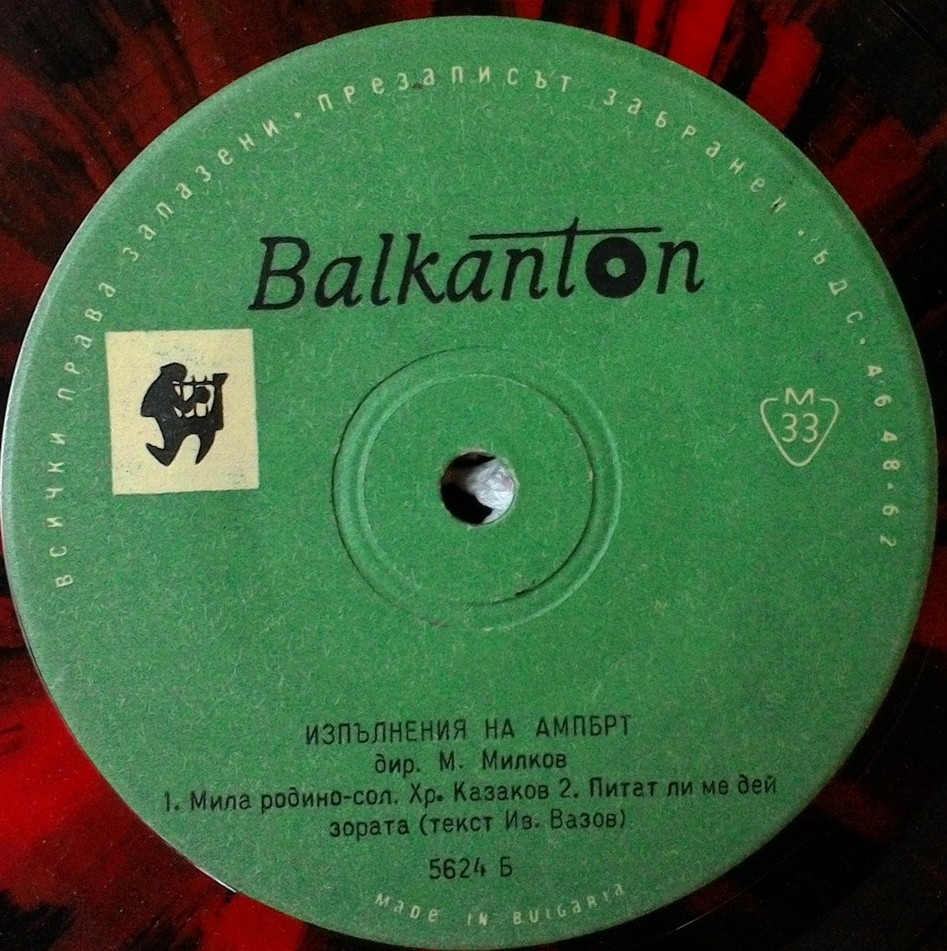 ВСИЧКИ ПРАВА ЗАПАЗЕНИ · ПРЕЗАПИСЪТ ЗАБРАНЕН · БДС · 46 48-62
Balkanton
М
33
ИЗПЪЛНЕНИЯ НА АМПБРТ
дир. М. Милков
1. Мила родино-сол. Хр. Казаков 2. Питат ли ме дей
зората (текст Ив. Вазов)
5624 Б
MADE IN BULGARIA